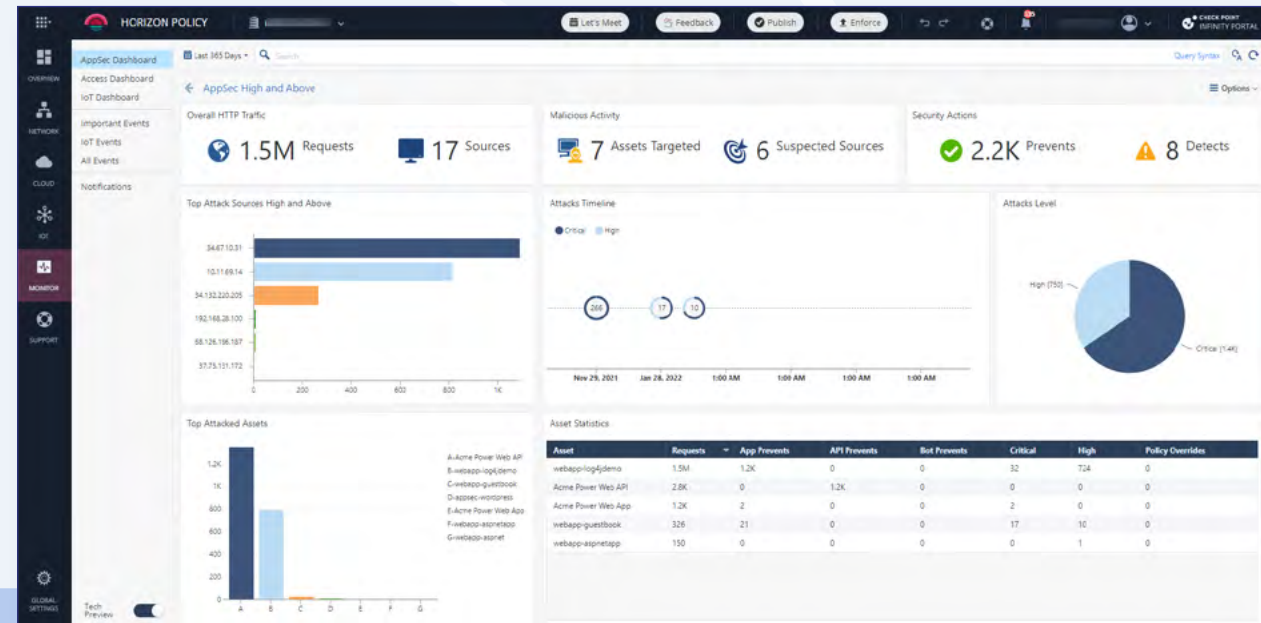 HORIZON POLICY
Let's Meet
Feedback
Publish
Enforce
CHECK POINT
INFINITY PORTAL
OVERVIEW
NETWORK
CLOUD
IOT
MONITOR
SUPPORT
GLOBAL
SETTINGS
AppSec Dashboard
Access Dashboard
IoT Dashboard
Important Events
IoT Events
All Events
Notifications
Tech
Preview
Last 365 Days
Search
Query Syntax
AppSec High and Above
Options
Overall HTTP Traffic
1.5M Requests
17 Sources
Malicious Activity
7 Assets Targeted
6 Suspected Sources
Security Actions
2.2K Prevents
8 Detects
Top Attack Sources High and Above
34.67.10.31
10.11.69.14
34.132.220.205
192.168.28.100
37.75.131.172
0 200 400 600 800 1K
Attacks Timeline
Critical High
266 17 10
Nov 29, 2021 Jan 28, 2022 1:00 AM 1:00 AM 1:00 AM 1:00 AM
Attacks Level
High (750)
Critical (1.4K)
Top Attacked Assets
1.2K
1K
800
600
400
200
0
A B C D E F G
A-Acme Power Web API
B-webapp-log4jdemo
C-webapp-guestbook
D-appsec-wordpress
E-Acme Power Web App
F-webapp-aspnetapp
G-webapp-aspnet
Asset Statistics
Asset Requests App Prevents API Prevents Bot Prevents Critical High Policy Overrides
webapp-log4jdemo 1.5M 1.2K 0 0 32 724 0
Acme Power Web API 2.8K 0 1.2K 0 0 0 0
Acme Power Web App 1.2K 2 0 0 2 0 0
webapp-guestbook 326 21 0 0 17 10 0
webapp-aspnetapp 150 0 0 0 0 1 0